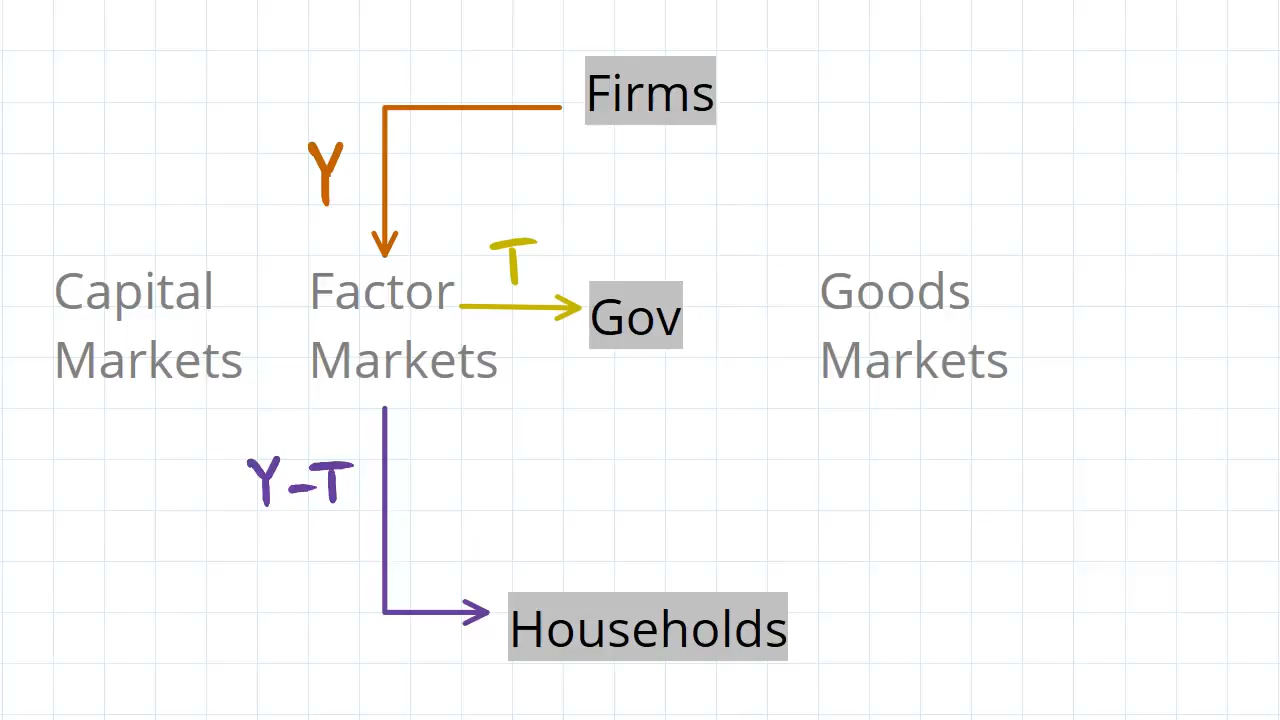 Firms
Y
T
Capital
Markets
Factor
Markets
Gov
Goods
Markets
Y-T
Households